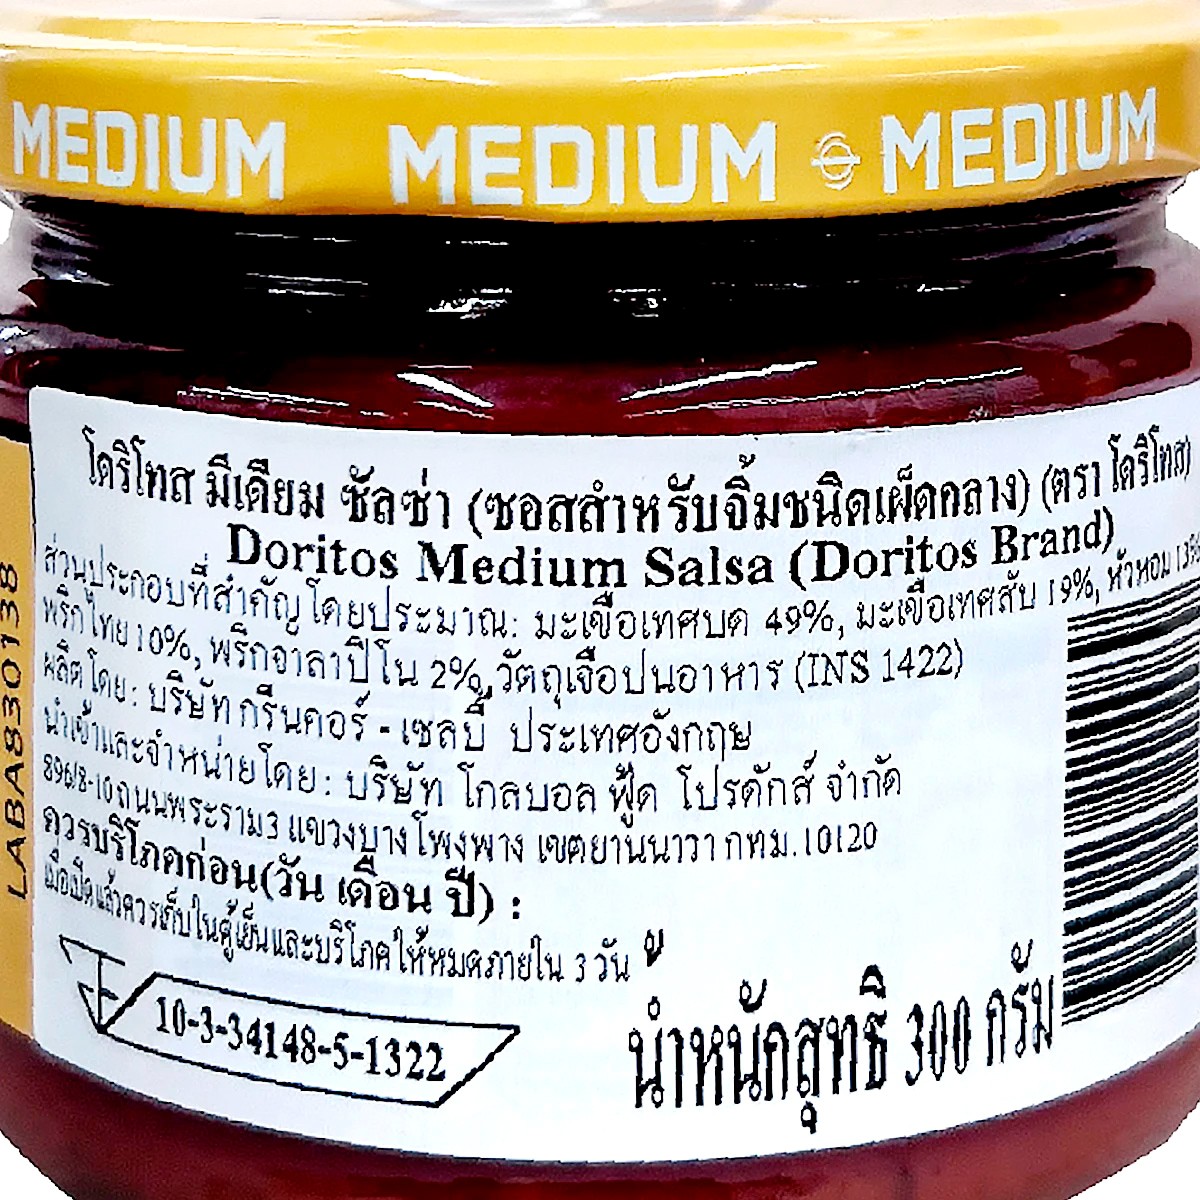 MEDIUM MEDIUM MEDIUM
โดริโทส มีเดียม ซัลซ่า (ซอสสำหรับจิ้มชนิดเผ็ดกลาง) (ตรา โดริโทส)
Doritos Medium Salsa (Doritos Brand)
ส่วนประกอบที่สำคัญโดยประมาณ: มะเขือเทศบด 49%, มะเขือเทศสับ 19%, หัวหอม 13%
พริกไทย 10%, พริกจาลาปิโน 2%, วัตถุเจือปนอาหาร (INS 1422)
ผลิตโดย: บริษัท กรีนคอร์ - เซลบี้ ประเทศอังกฤษ
นำเข้าและจำหน่ายโดย: บริษัท โกลบอล ฟู้ด โปรดักส์ จำกัด
896/8-10 ถนนพระราม3 แขวงบางโพงพาง เขตยานนาวา กทม.10120
ควรบริโภคก่อน(วัน เดือน ปี) :
เมื่อเปิดแล้วควรเก็บในตู้เย็นและบริโภคให้หมดภายใน 3 วัน
10-3-34148-5-1322
น้ำหนักสุทธิ 300 กรัม
LABA830138